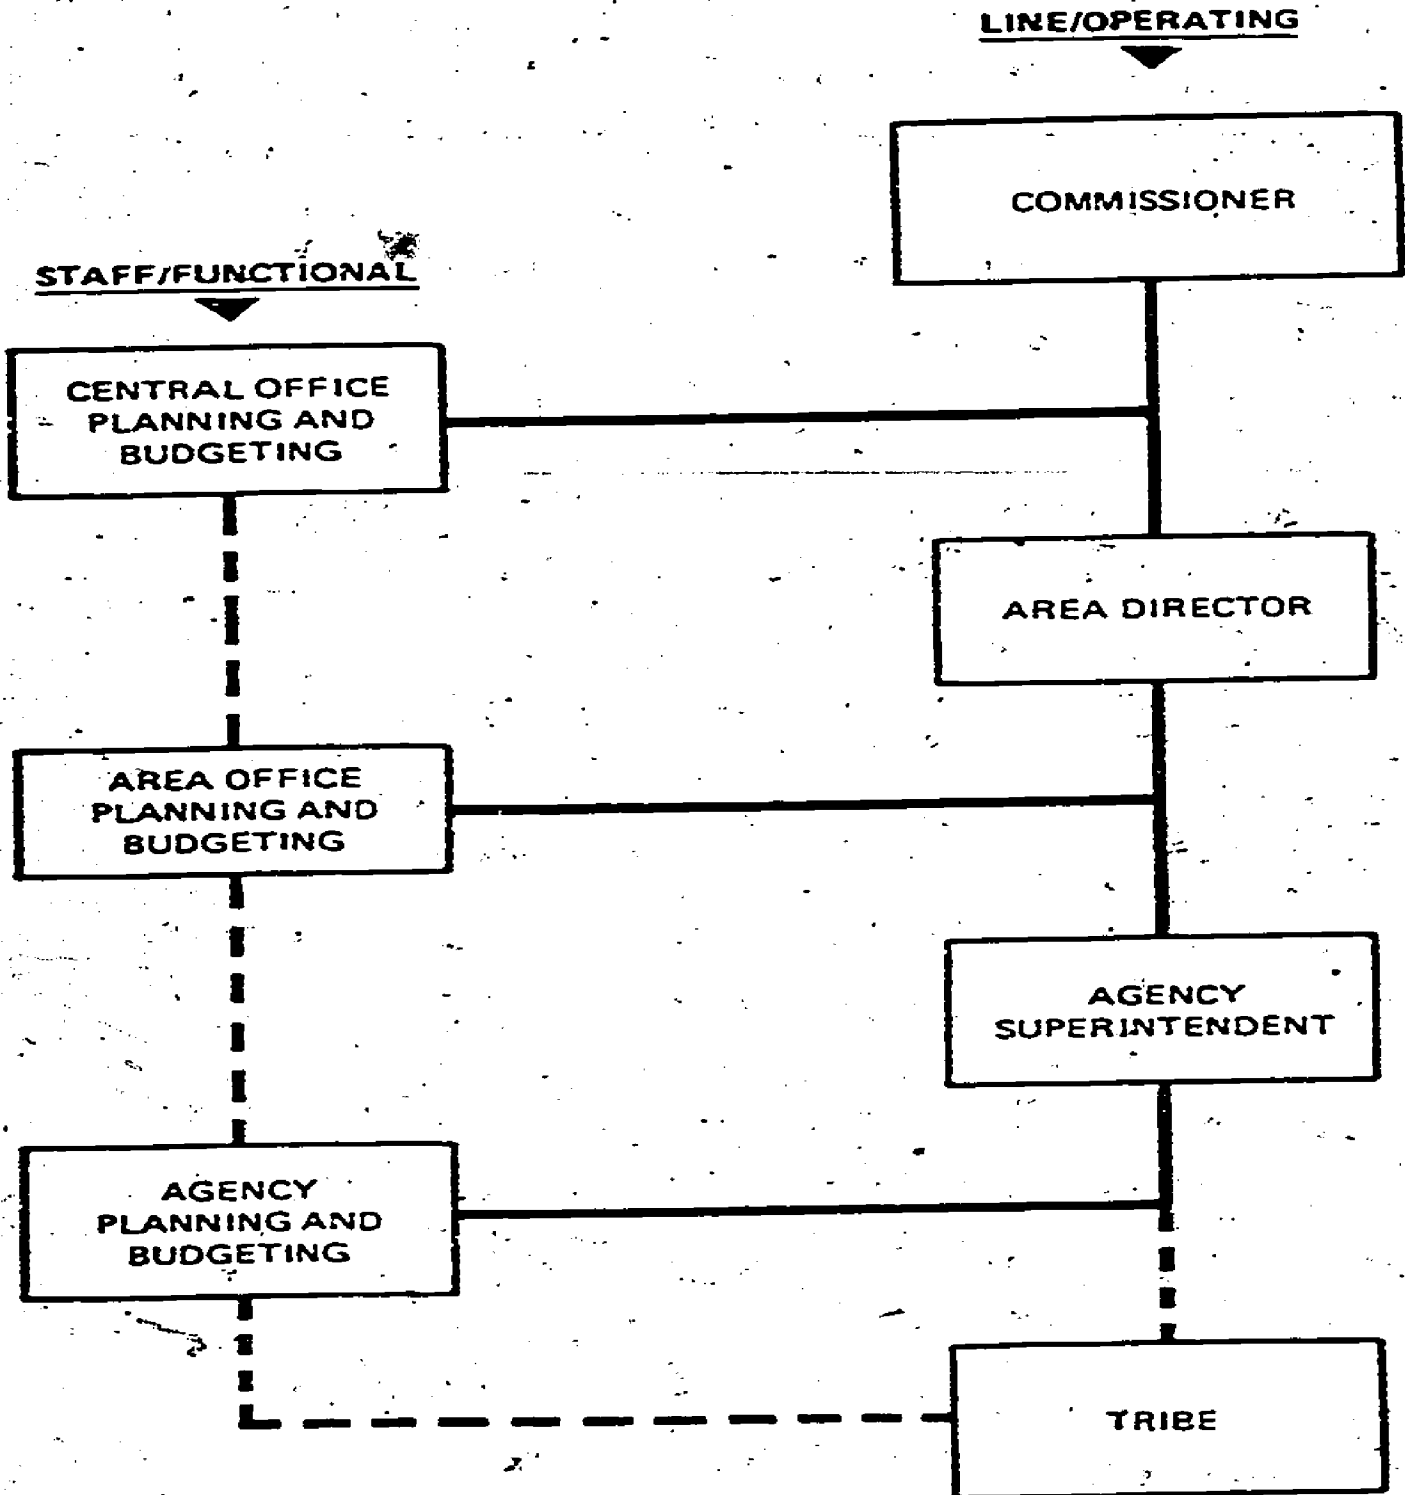 LINE/OPERATING
COMMISSIONER
STAFF/FUNCTIONAL
CENTRAL OFFICE
PLANNING AND
BUDGETING
AREA DIRECTOR
AREA OFFICE
PLANNING AND
BUDGETING
AGENCY
SUPERINTENDENT
AGENCY
PLANNING AND
BUDGETING
TRIBE